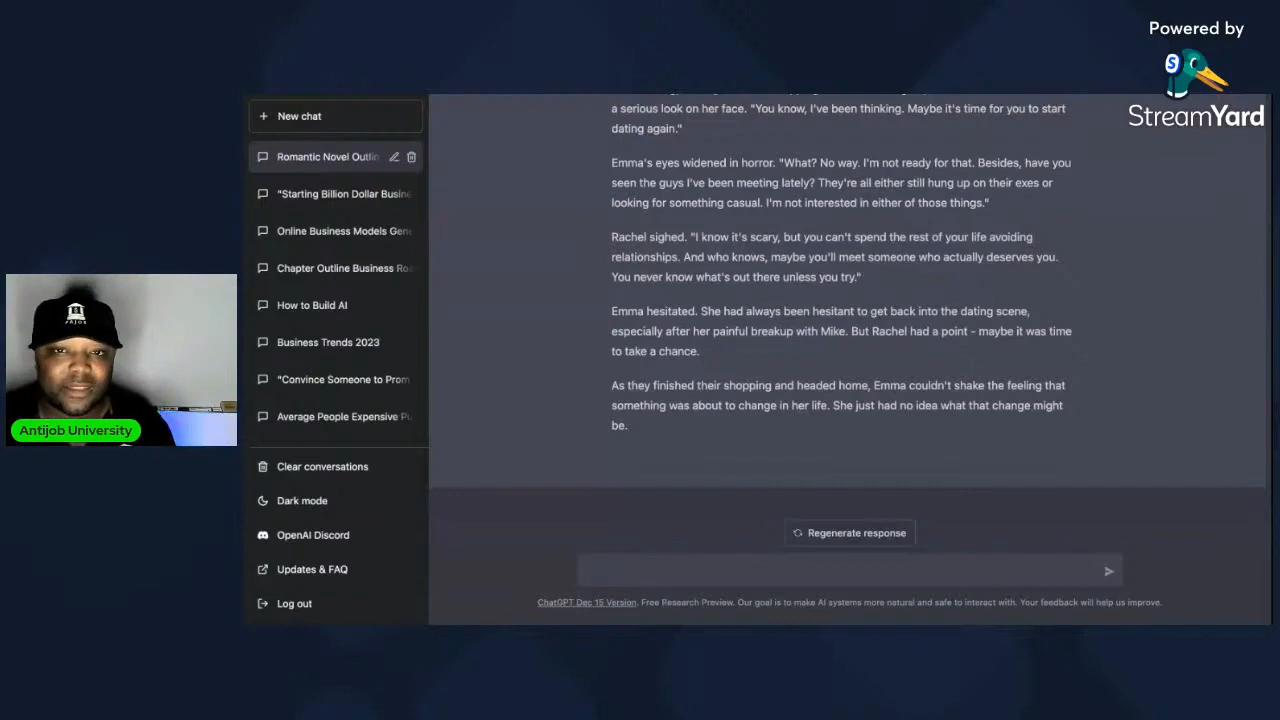 Powered by
StreamYard
New chat
Romantic Novel Outlin
"Starting Billion Dollar Busine
Online Business Models Gene
Chapter Outline Business Roa
How to Build AI
Business Trends 2023
"Convince Someone to Prom
Average People Expensive Pu
Clear conversations
Dark mode
OpenAI Discord
Updates & FAQ
Log out
a serious look on her face. "You know, I've been thinking. Maybe it's time for you to start
dating again."
Emma's eyes widened in horror. "What? No way. I'm not ready for that. Besides, have you
seen the guys I've been meeting lately? They're all either still hung up on their exes or
looking for something casual. I'm not interested in either of those things."
Rachel sighed. "I know it's scary, but you can't spend the rest of your life avoiding
relationships. And who knows, maybe you'll meet someone who actually deserves you.
You never know what's out there unless you try."
Emma hesitated. She had always been hesitant to get back into the dating scene,
especially after her painful breakup with Mike. But Rachel had a point - maybe it was time
to take a chance.
As they finished their shopping and headed home, Emma couldn't shake the feeling that
something was about to change in her life. She just had no idea what that change might
be.
Regenerate response
ChatGPT Dec 15 Version. Free Research Preview. Our goal is to make AI systems more natural and safe to interact with. Your feedback will help us improve.
Antijob University